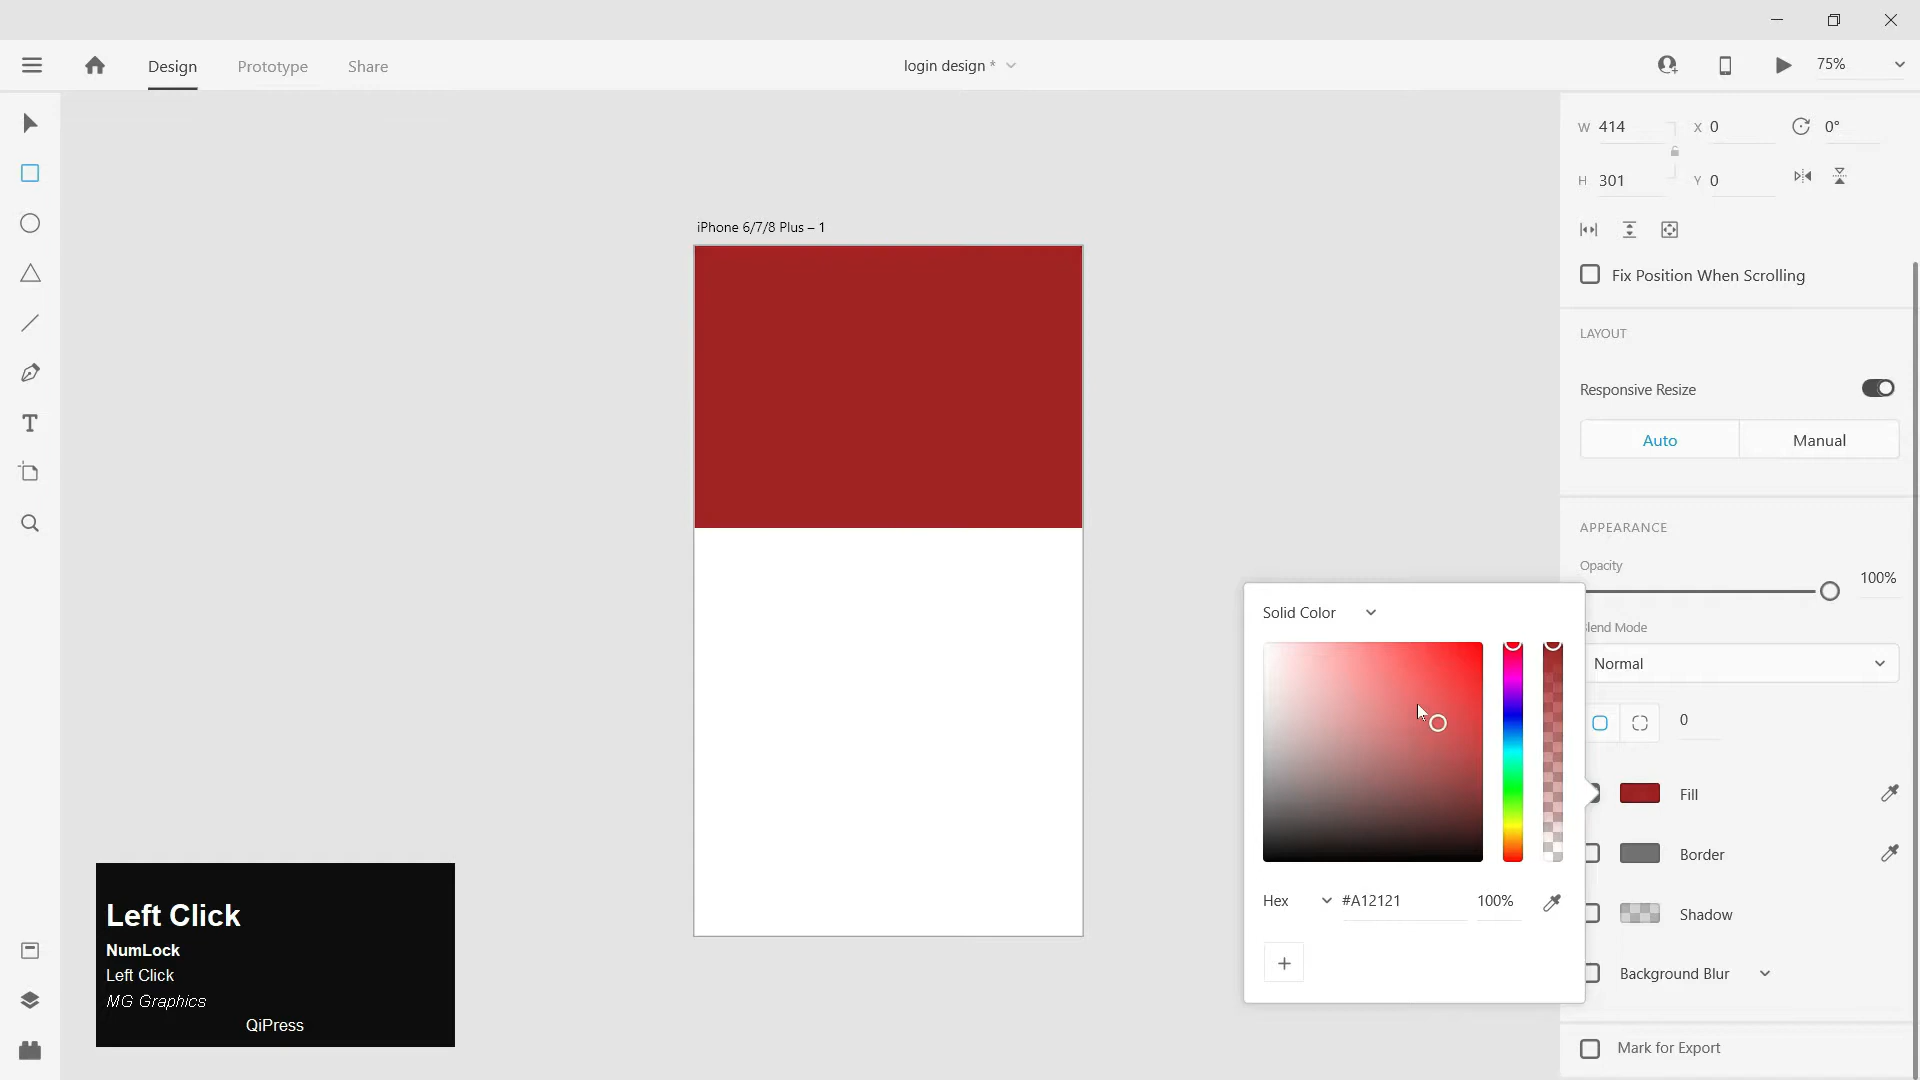 Design Prototype Share
login design *
75%
W 414 X 0 0°
H 301 Y 0
iPhone 6/7/8 Plus – 1
Fix Position When Scrolling
LAYOUT
Responsive Resize
Auto Manual
APPEARANCE
Opacity
100%
Solid Color
lend Mode
Normal
0
Fill
Border
Hex #A12121 100%
Shadow
Background Blur
Mark for Export
Left Click
NumLock
Left Click
MG Graphics
QiPress